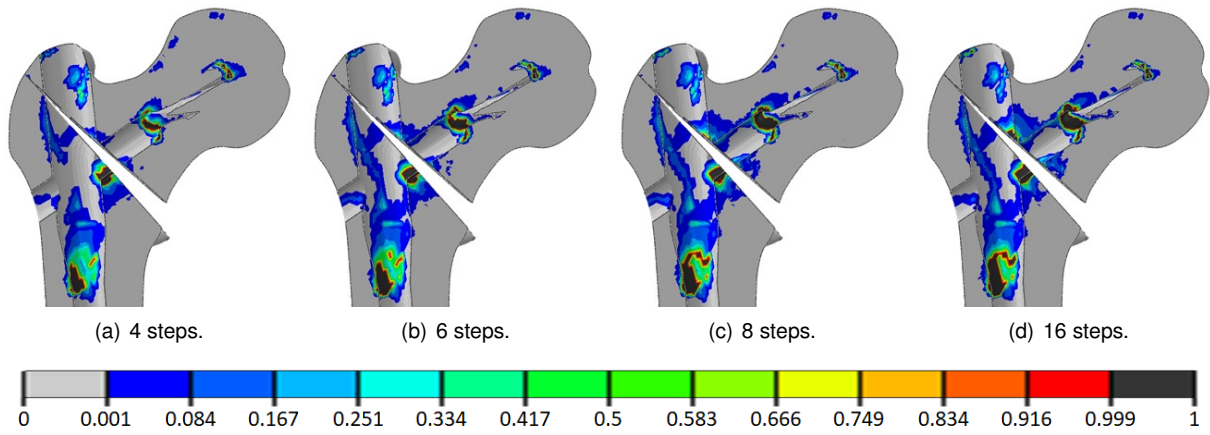 (a) 4 steps.
(b) 6 steps.
(c) 8 steps.
(d) 16 steps.
0 0.001 0.084 0.167 0.251 0.334 0.417 0.5 0.583 0.666 0.749 0.834 0.916 0.999 1